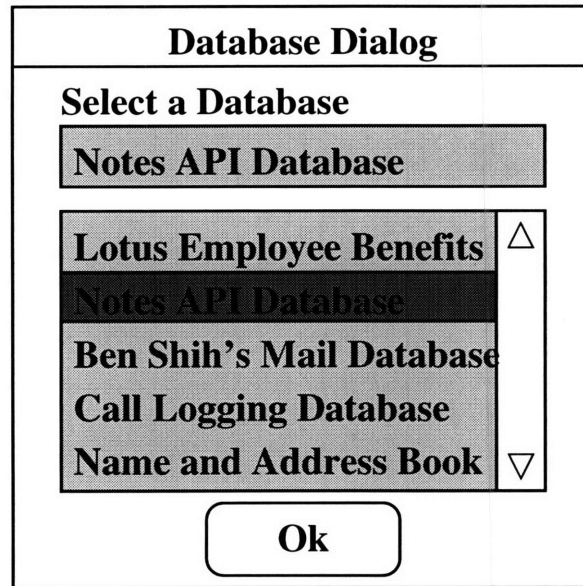 Database Dialog
Select a Database
Notes API Database
Lotus Employee Benefits
Notes API Database
Ben Shih's Mail Database
Call Logging Database
Name and Address Book
Ok